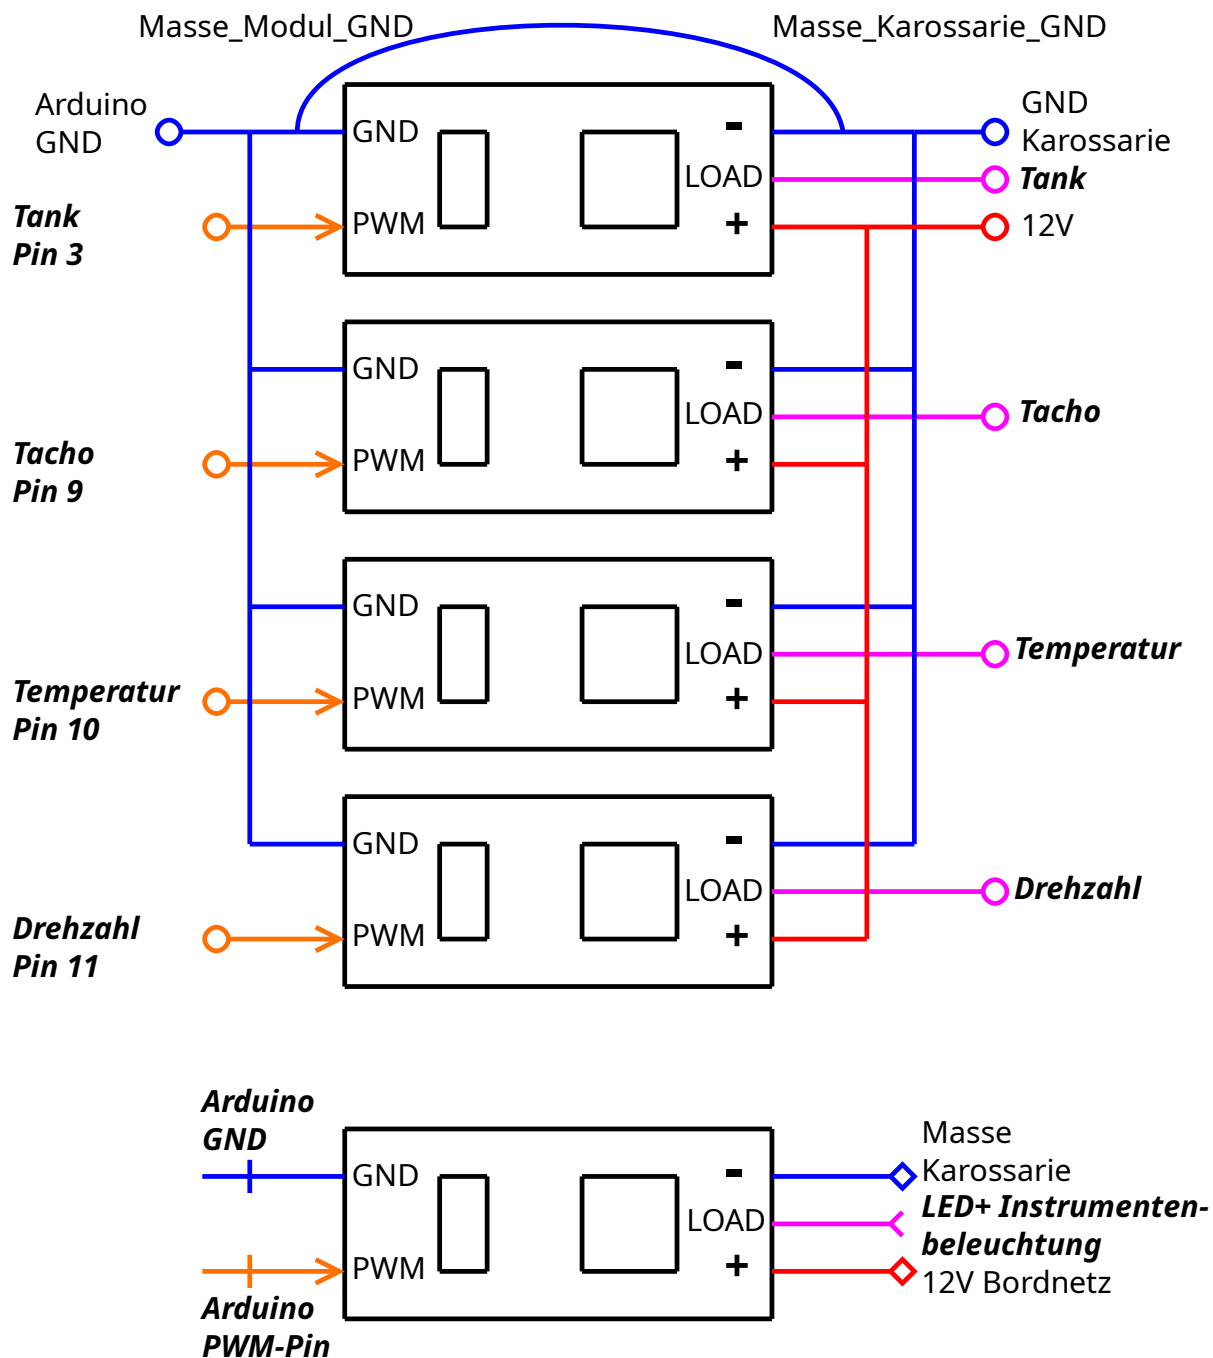 Masse_Modul_GND
Masse_Karossarie_GND
Arduino
GND
GND
-
GND
Karossarie
LOAD
Tank
Tank
Pin 3
PWM
+
12V
GND
-
LOAD
Tacho
Tacho
Pin 9
PWM
+
GND
-
LOAD
Temperatur
Temperatur
Pin 10
PWM
+
GND
-
LOAD
Drehzahl
Drehzahl
Pin 11
PWM
+
Arduino
GND
GND
-
Masse
Karossarie
LOAD
LED+ Instrumenten-
beleuchtung
PWM
+
12V Bordnetz
Arduino
PWM-Pin